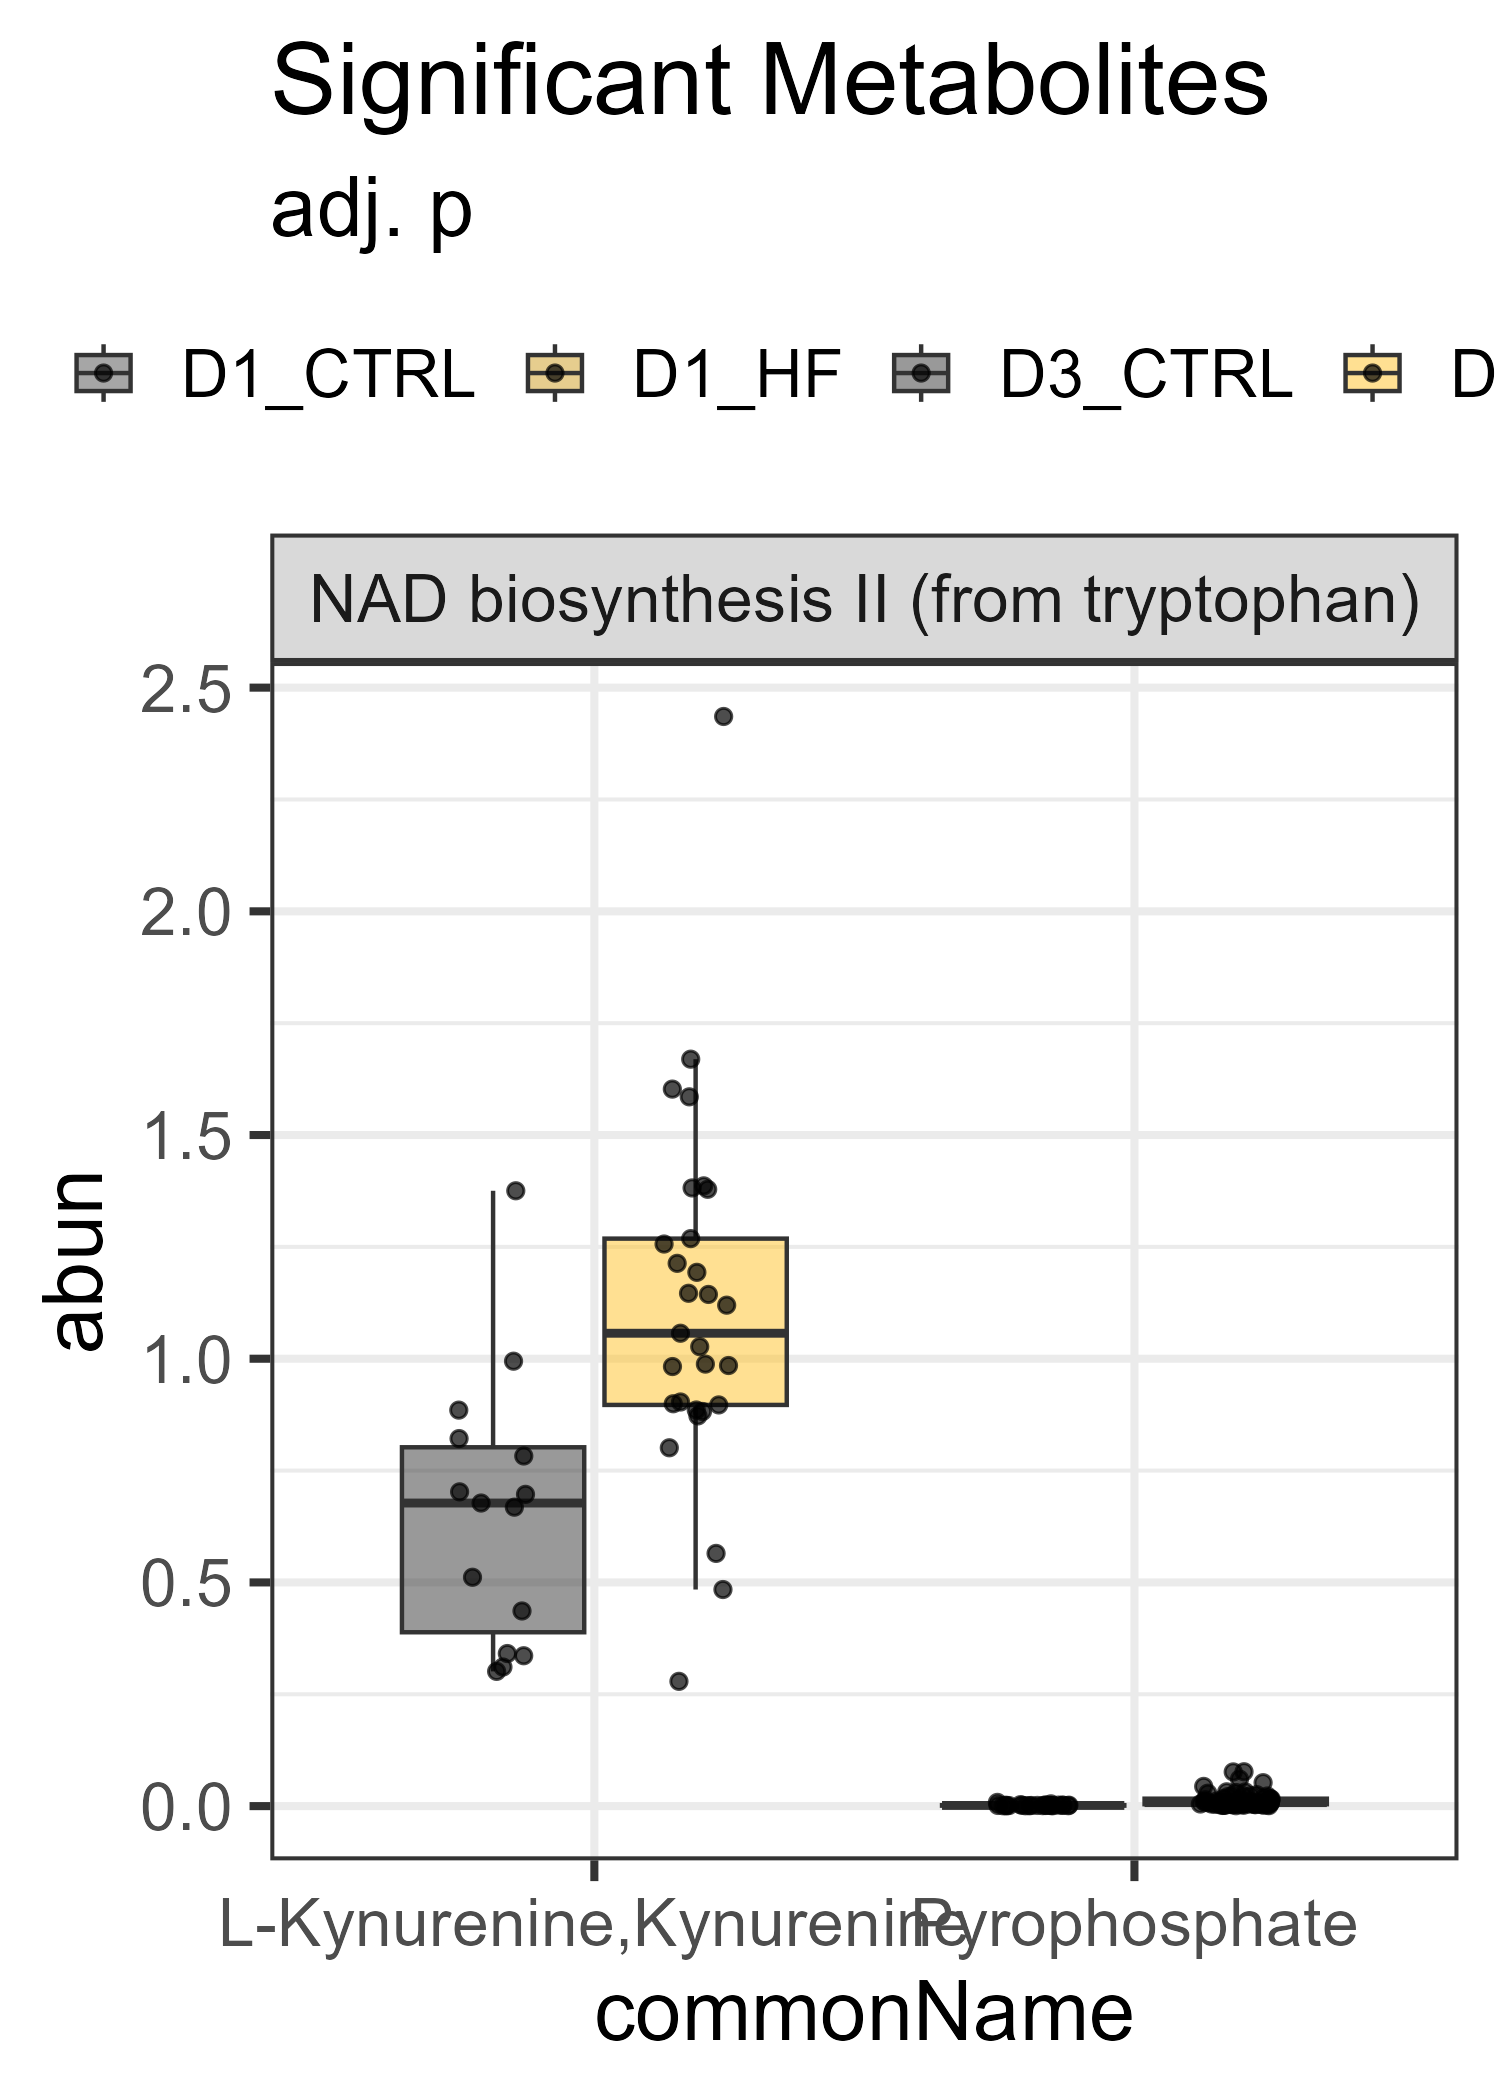 Significant Metabolites
adj. p
D1_CTRL D1_HF D3_CTRL D
NAD biosynthesis II (from tryptophan)
2.5
2.0
1.5
1.0
0.5
0.0
abun
L-Kynurenine,Kynurenine Pyrophosphate
commonName